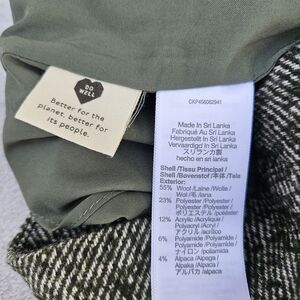 DO
WELL
Better for the
planet, better for
its people.
CKP456062941
Made In Sri Lanka
Fabriqué Au Sri Lanka
Hergestellt In Sri Lanka
Vervaardigd In Sri Lanka
スリランカ製
hecho en sri lanka
Shell /Tissu Principal /
Shell /Bovenstof /本体/Tala
Exterior:
55% Wool /Laine /Wolle /
Wol /毛 /lana
23% Polyester /Polyester /
Polyester /Polyester /
ポリエステル /poliéster
12% Acrylic /Acrylique /
Polyacryl /Acryl /
アクリル /acrílico
6% Polyamide /Polyamide /
Polyamid /Polyamide /
ナイロン /poliamida
4% Alpaca /Alpaga /
Alpaka /Alpaca /
アルパカ /alpaca